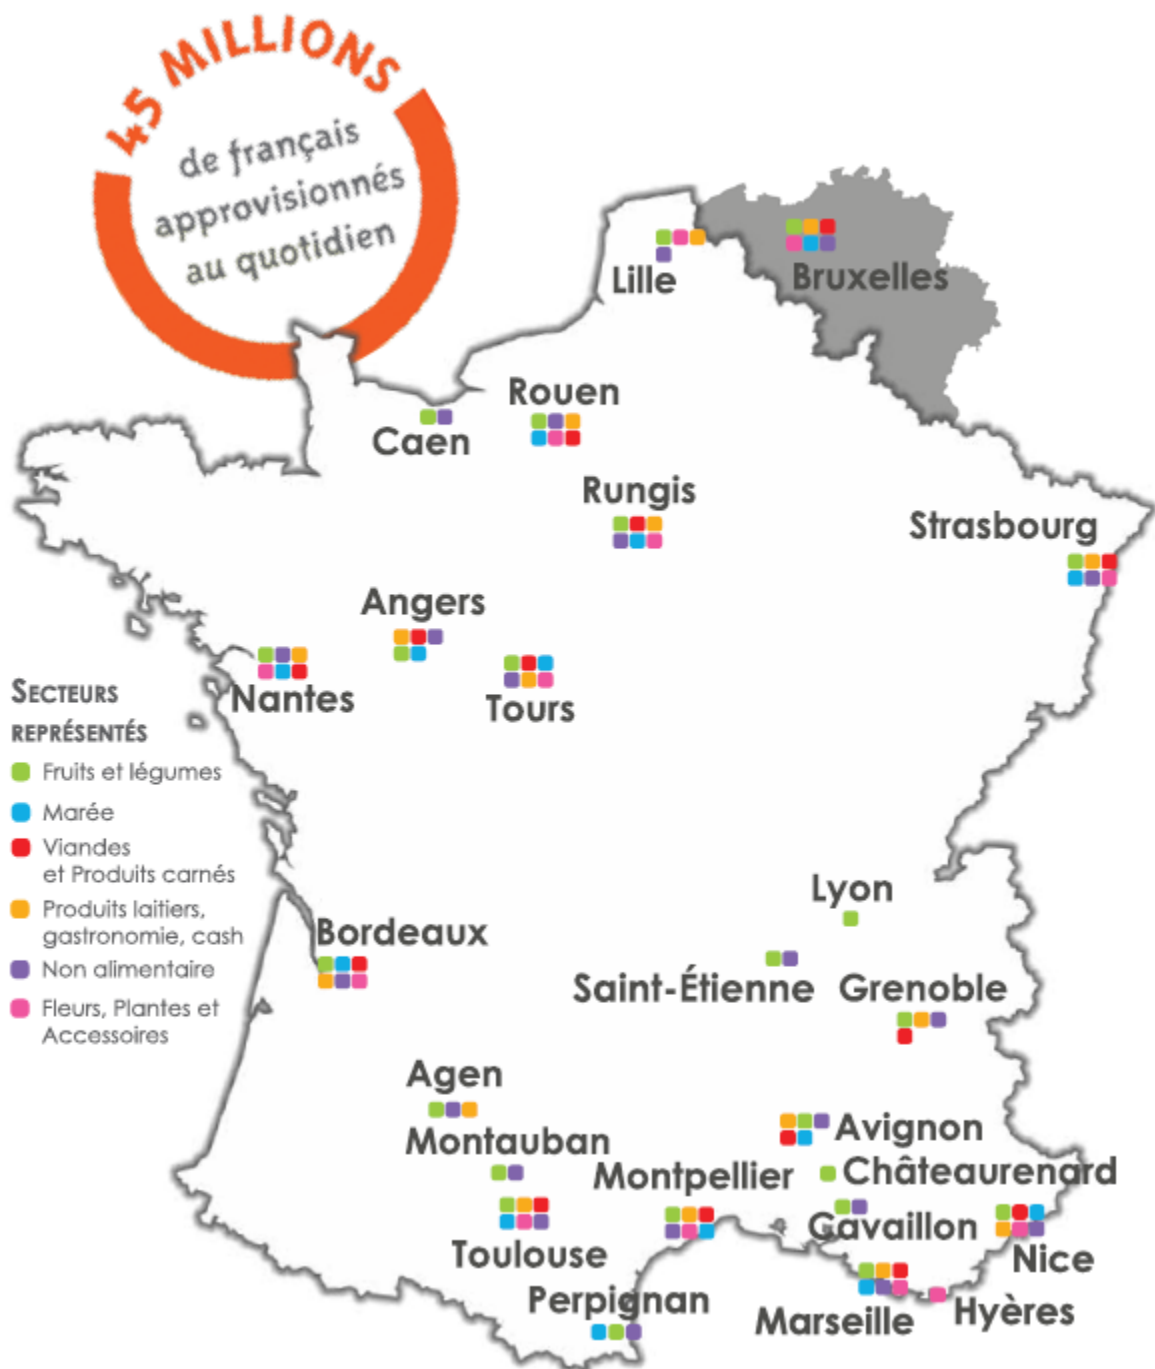 45 MILLIONS
de français
approvisionnés
au quotidien
Lille
Bruxelles
Rouen
Caen
Rungis
Strasbourg
Angers
Nantes
Tours
SECTEURS
REPRÉSENTÉS
Fruits et légumes
Marée
Viandes
et Produits carnés
Produits laitiers,
gastronomie, cash
Non alimentaire
Fleurs, Plantes et
Accessoires
Lyon
Bordeaux
Saint-Étienne
Grenoble
Agen
Avignon
Montauban
Châteaurenard
Montpellier
Gavaillon
Toulouse
Nice
Perpignan
Marseille
Hyères